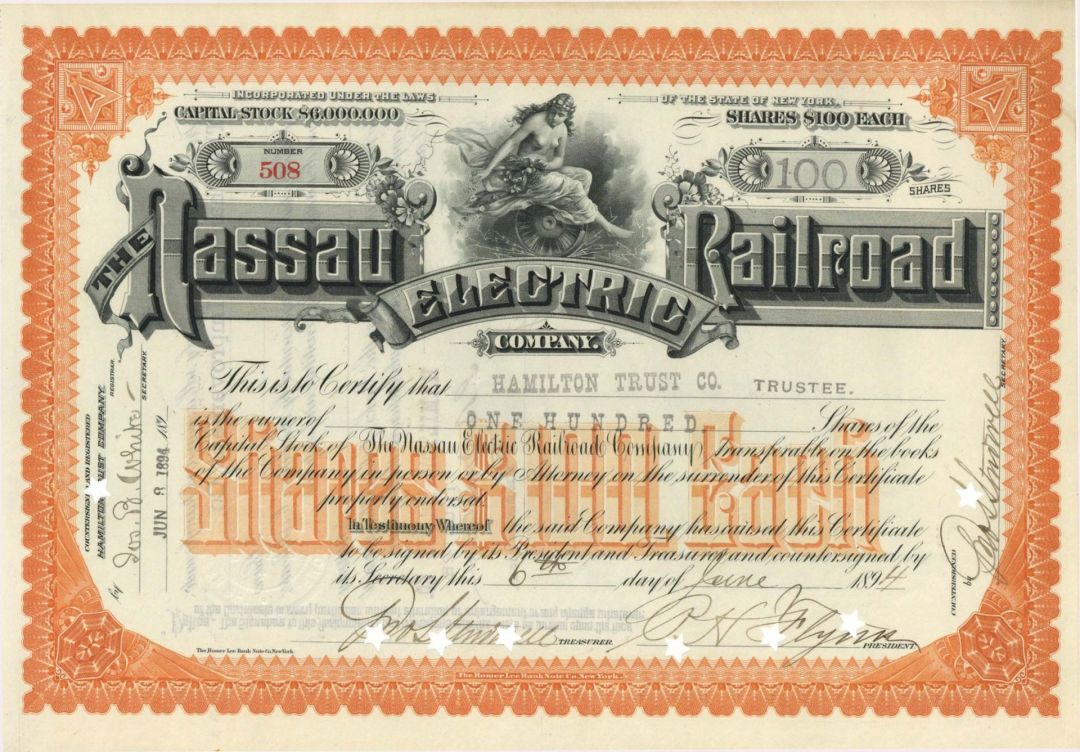 INCORPORATED UNDER THE LAWS OF THE STATE OF NEW YORK.
CAPITAL STOCK $6,000,000
SHARES $100 EACH
NUMBER
508
100
SHARES
THE Nassau
ELECTRIC
Railroad
COMPANY.
This is to Certify that HAMILTON TRUST CO. TRUSTEE.
is the owner of ONE HUNDRED Shares of the
Capital Stock of The Nassau Electric Railroad Company, Transferable on the books
of the Company in person or by Attorney on the surrender of this Certificate
properly endorsed.
In Testimony Whereof the said Company has caused this Certificate
to be signed by its President and Treasurer and countersigned by
its Secretary this 6th day of June 1894
Shares $100 Each
TREASURER.
P. H. Flynn
PRESIDENT
The Homer Lee Bank Note Co. New York.
The Homer Lee Bank Note Co. New York.
COUNTERSIGNED AND REGISTERED
HAMILTON TRUST COMPANY.
REGISTRAR.
by
SECRETARY.
JUN 8 1894 189
COUNTERSIGNED
by
SECRETARY.